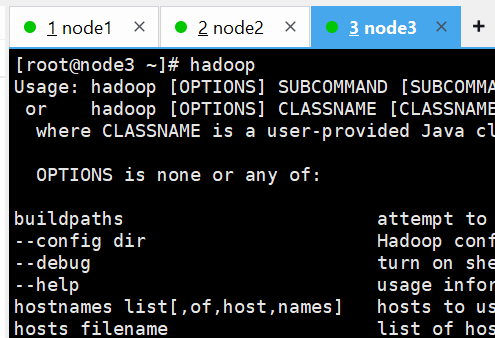 1 node1 × 2 node2 × 3 node3 × +
[root@node3 ~]# hadoop
Usage: hadoop [OPTIONS] SUBCOMMAND [SUBCOMMA
or hadoop [OPTIONS] CLASSNAME [CLASSNAME
where CLASSNAME is a user-provided Java cl
OPTIONS is none or any of:
buildpaths attempt to
--config dir Hadoop conf
--debug turn on she
--help usage infor
hostnames list[,of,host,names] hosts to us
hosts filename list of hos